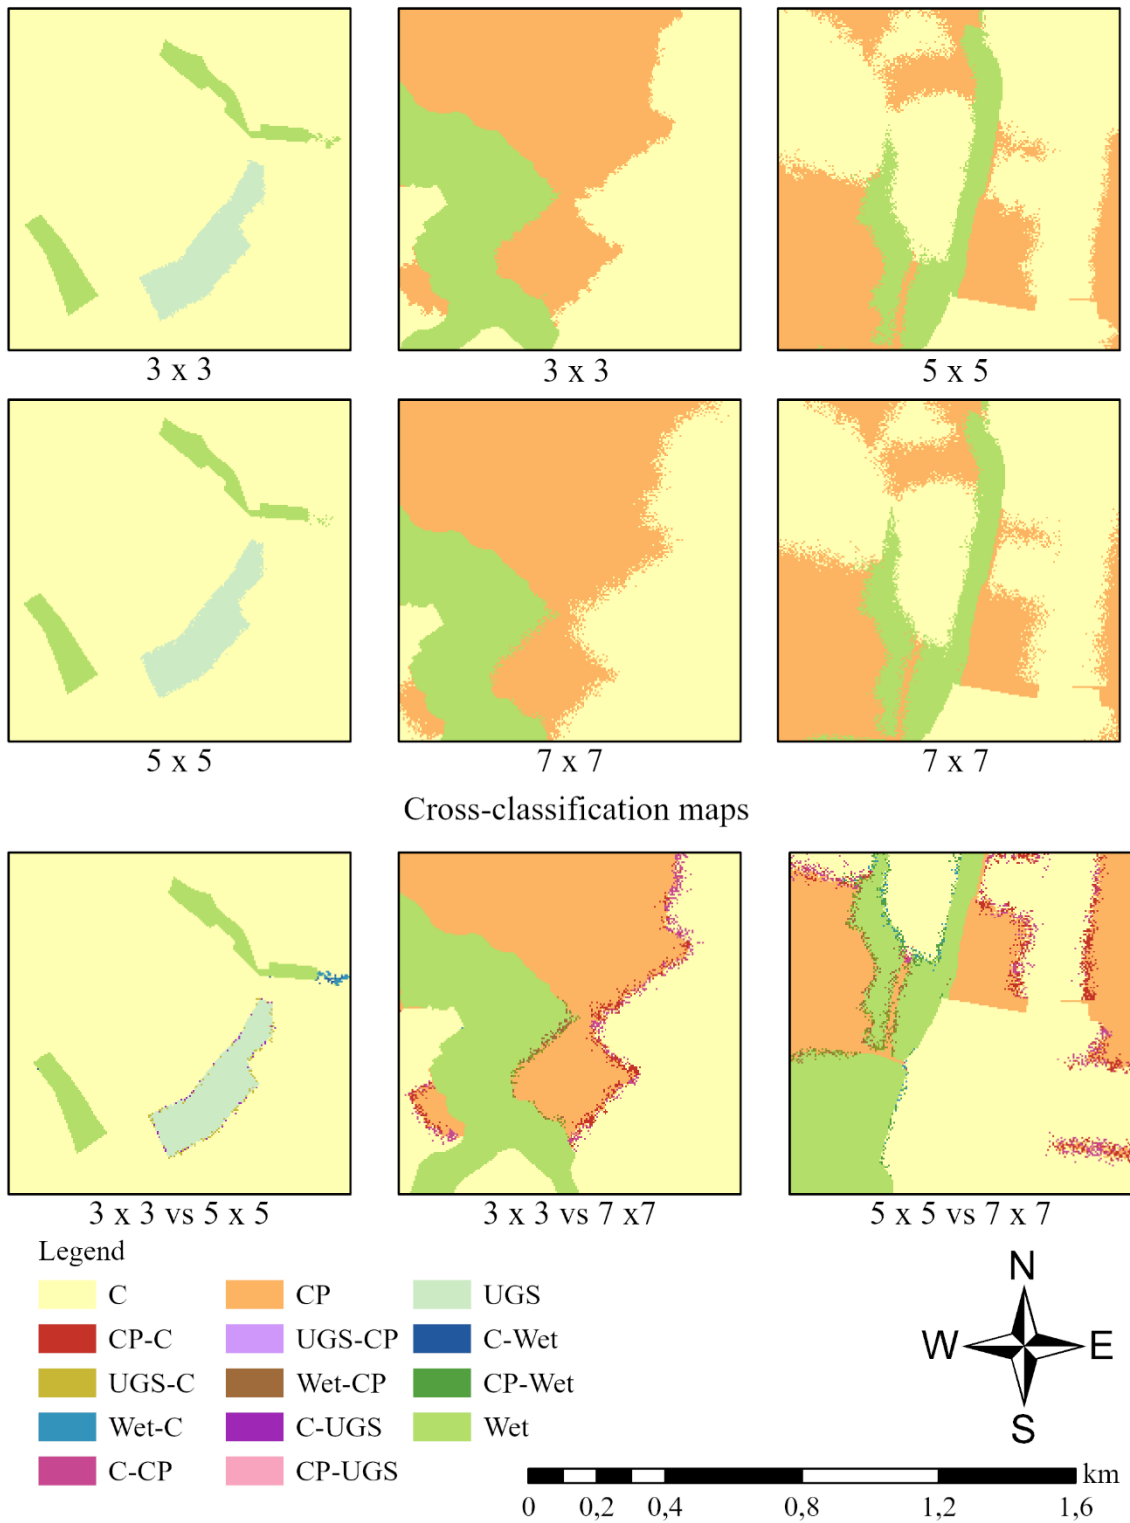 3 x 3
3 x 3
5 x 5
5 x 5
7 x 7
7 x 7
Cross-classification maps
3 x 3 vs 5 x 5
3 x 3 vs 7 x7
5 x 5 vs 7 x 7
Legend
C
CP
UGS
CP-C
UGS-CP
C-Wet
UGS-C
Wet-CP
CP-Wet
Wet-C
C-UGS
Wet
C-CP
CP-UGS
N
W
E
S
km
0
0,2
0,4
0,8
1,2
1,6